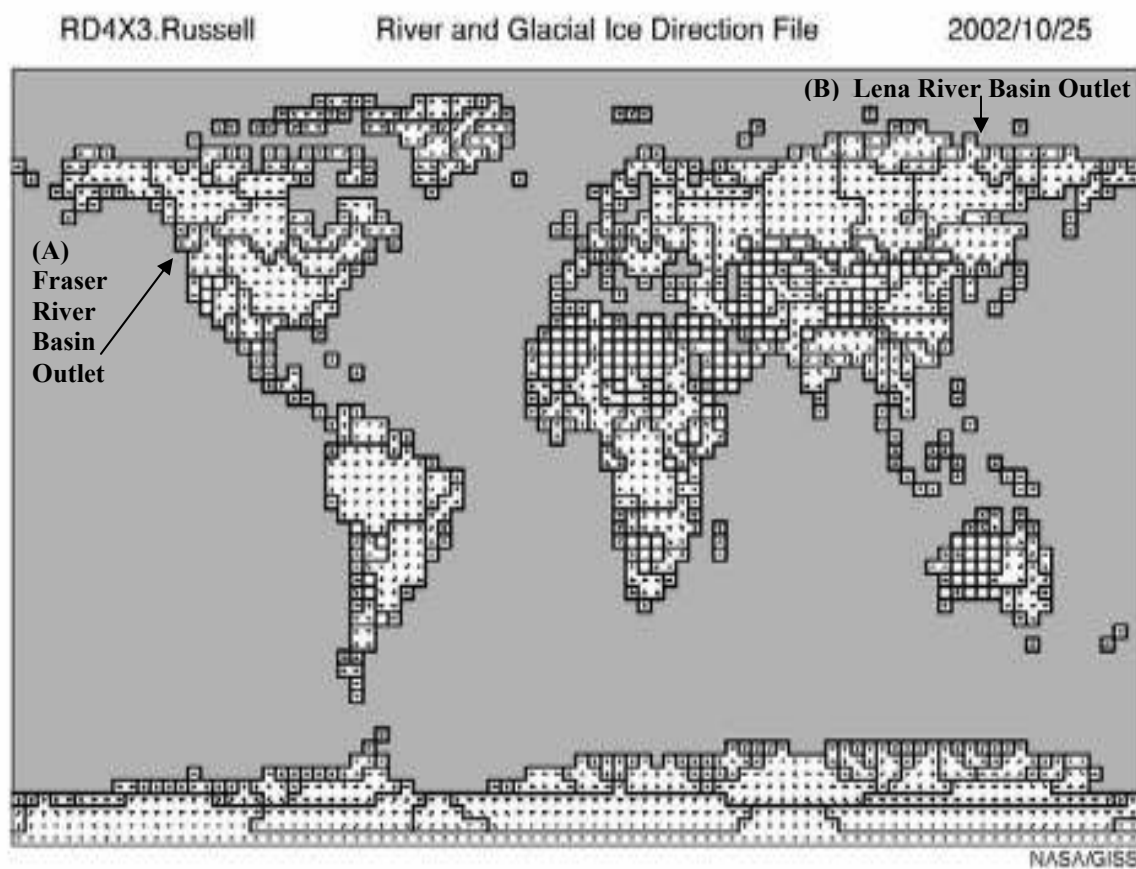 RD4X3.Russell River and Glacial Ice Direction File 2002/10/25
(B) Lena River Basin Outlet
(A)
Fraser
River
Basin
Outlet
NASA/GISS